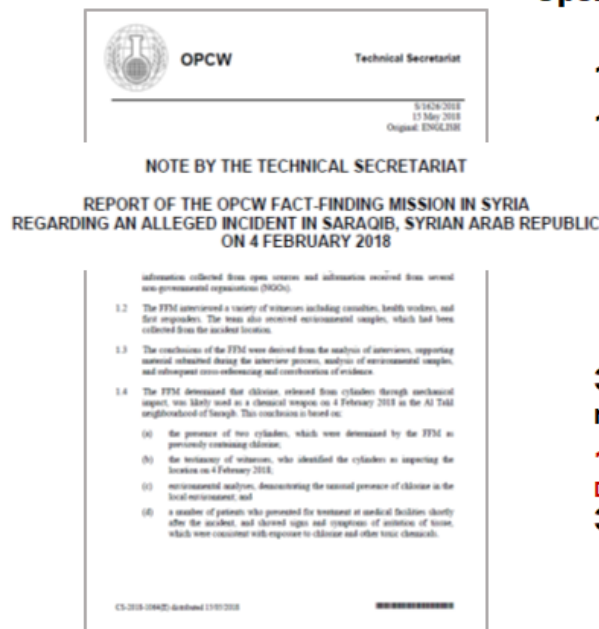 OPCW
Technical Secretariat
S/1626/2018
15 May 2018
Original: ENGLISH
NOTE BY THE TECHNICAL SECRETARIAT
REPORT OF THE OPCW FACT-FINDING MISSION IN SYRIA
REGARDING AN ALLEGED INCIDENT IN SARAQIB, SYRIAN ARAB REPUBLIC
ON 4 FEBRUARY 2018
information collected from open sources and information received from several
non-governmental organisations (NGOs).
1.2 The FFM interviewed a variety of witnesses including casualties, health workers, and
first responders. The team also received environmental samples, which had been
collected from the incident location.
1.3 The conclusions of the FFM were derived from the analysis of interviews, supporting
material submitted during the interview process, analysis of environmental samples,
and subsequent cross-referencing and corroboration of evidence.
1.4 The FFM determined that chlorine, released from cylinders through mechanical
impact, was likely used as a chemical weapon on 4 February 2018 in the Al Talil
neighbourhood of Saraqib. This conclusion is based on:
(a) the presence of two cylinders, which were determined by the FFM as
previously containing chlorine;
(b) the testimony of witnesses, who identified the cylinders as impacting the
location on 4 February 2018;
(c) environmental analyses, demonstrating the unusual presence of chlorine in the
local environment; and
(d) a number of patients who presented for treatment at medical facilities shortly
after the incident, and showed signs and symptoms of irritation of tissue,
which were consistent with exposure to chlorine and other toxic chemicals.
CS-2018-1064(E) distributed 15/05/2018